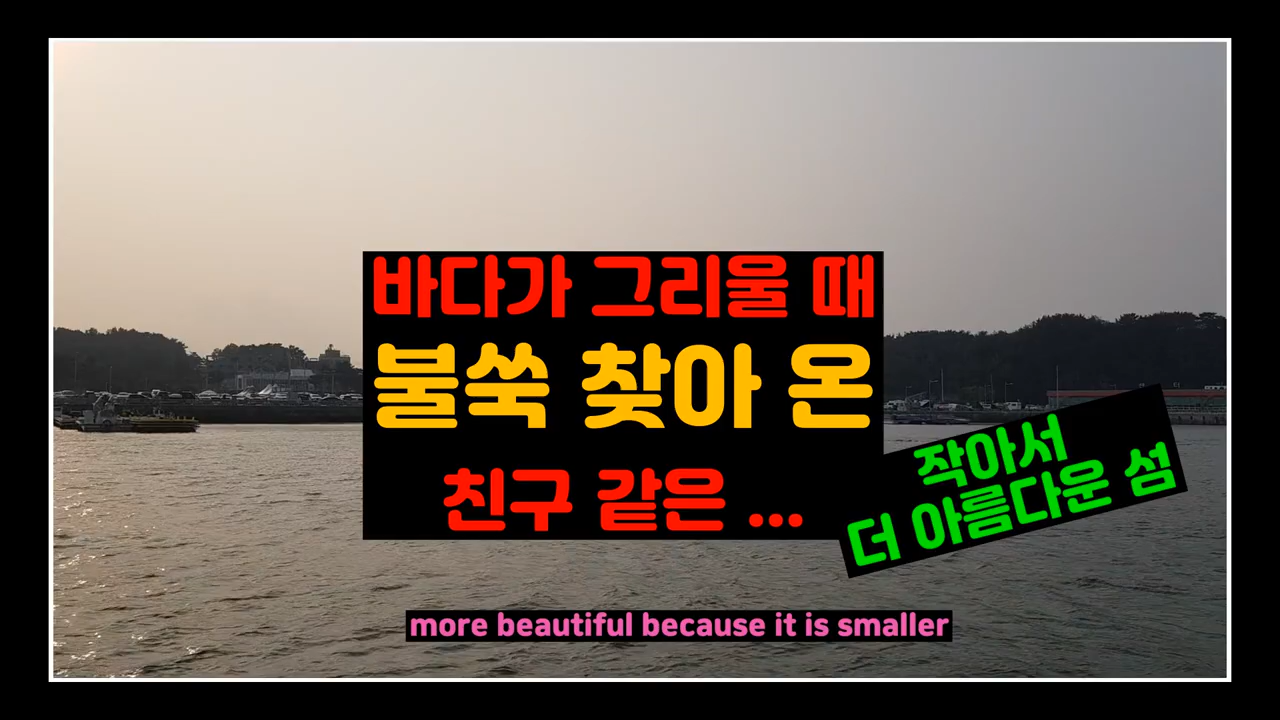 바다가 그리울 때
불쑥 찾아 온
친구 같은 ...
작아서
더 아름다운 섬
more beautiful because it is smaller